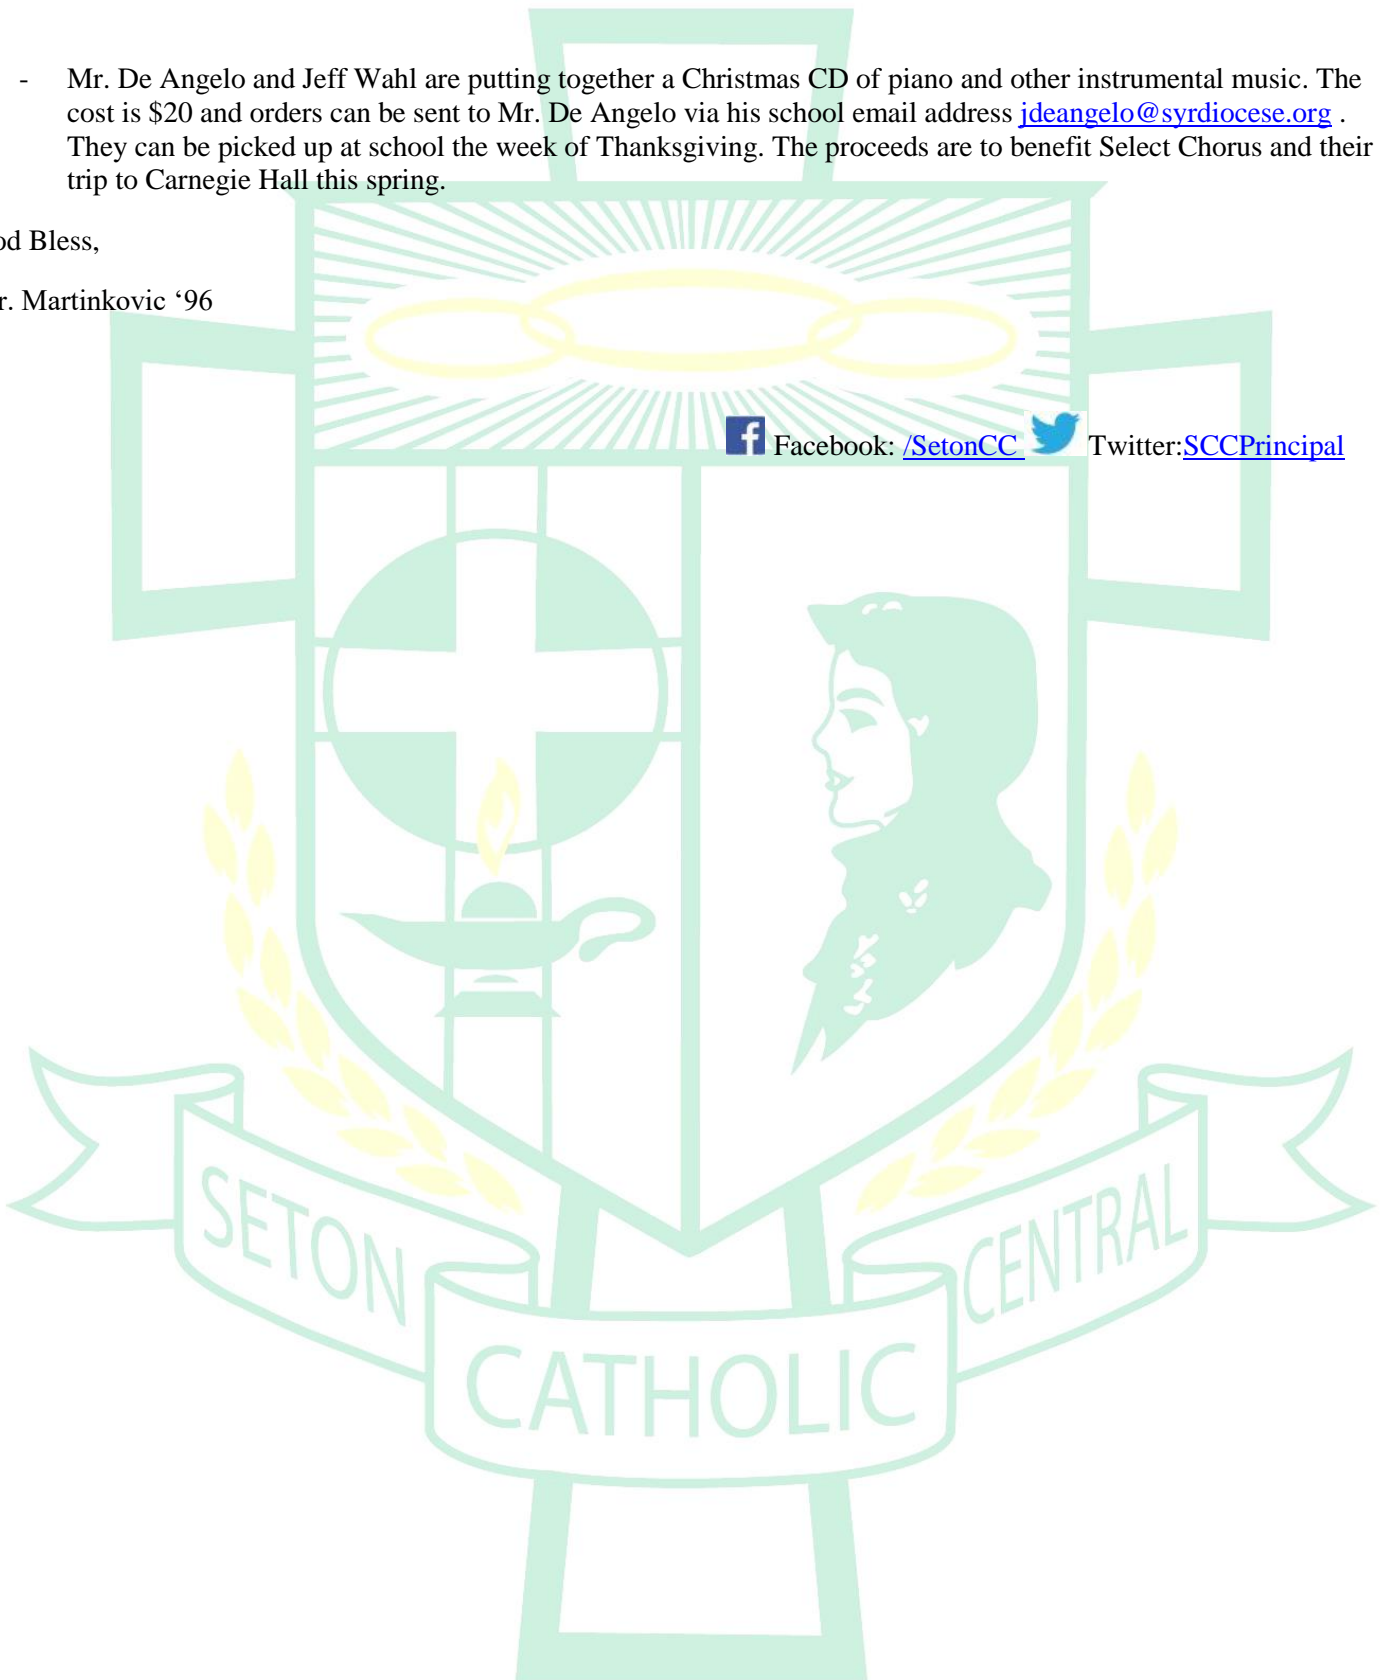 - Mr. De Angelo and Jeff Wahl are putting together a Christmas CD of piano and other instrumental music. The
cost is $20 and orders can be sent to Mr. De Angelo via his school email address jdeangelo@syrdiocese.org .
They can be picked up at school the week of Thanksgiving. The proceeds are to benefit Select Chorus and their
trip to Carnegie Hall this spring.
od Bless,
r. Martinkovic ‘96
Facebook: /SetonCC Twitter:SCCPrincipal
SETON
CATHOLIC
CENTRAL